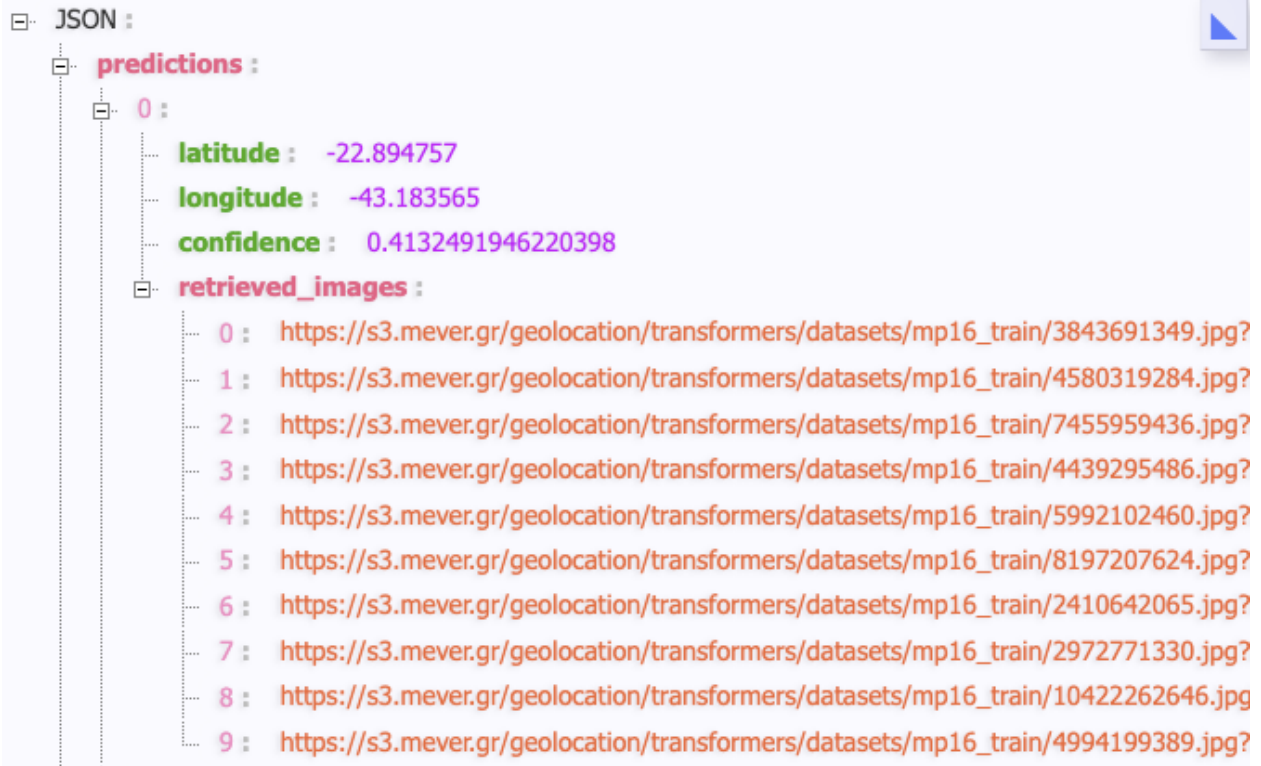 JSON :
predictions :
0 :
latitude : -22.894757
longitude : -43.183565
confidence : 0.4132491946220398
retrieved_images :
0 : https://s3.mever.gr/geolocation/transformers/datasets/mp16_train/3843691349.jpg?
1 : https://s3.mever.gr/geolocation/transformers/datasets/mp16_train/4580319284.jpg?
2 : https://s3.mever.gr/geolocation/transformers/datasets/mp16_train/7455959436.jpg?
3 : https://s3.mever.gr/geolocation/transformers/datasets/mp16_train/4439295486.jpg?
4 : https://s3.mever.gr/geolocation/transformers/datasets/mp16_train/5992102460.jpg?
5 : https://s3.mever.gr/geolocation/transformers/datasets/mp16_train/8197207624.jpg?
6 : https://s3.mever.gr/geolocation/transformers/datasets/mp16_train/2410642065.jpg?
7 : https://s3.mever.gr/geolocation/transformers/datasets/mp16_train/2972771330.jpg?
8 : https://s3.mever.gr/geolocation/transformers/datasets/mp16_train/10422262646.jpg
9 : https://s3.mever.gr/geolocation/transformers/datasets/mp16_train/4994199389.jpg?